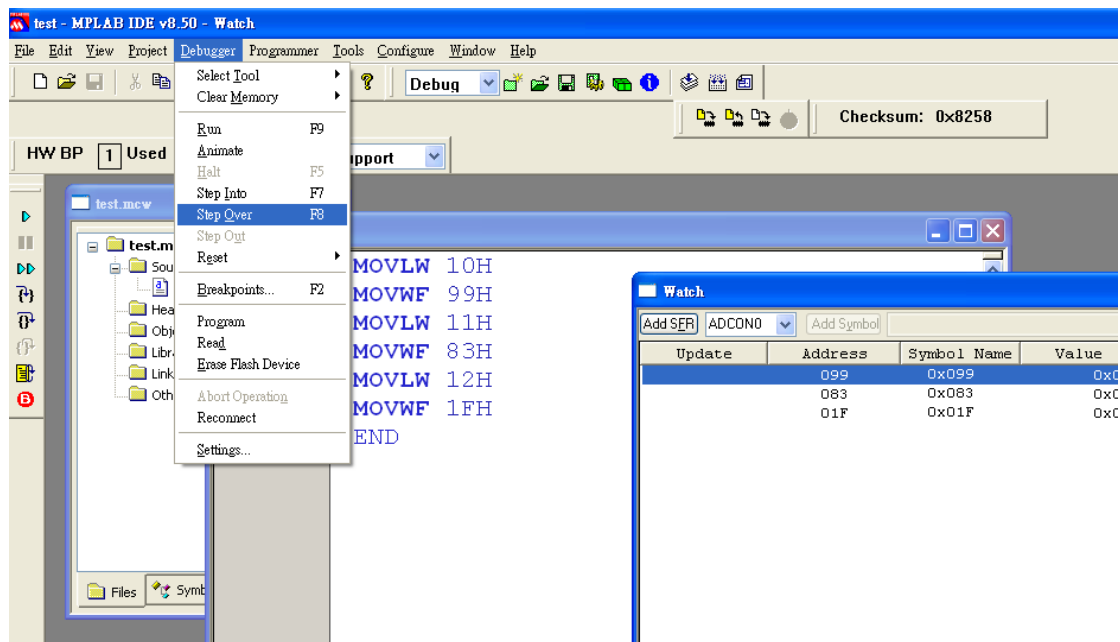 test - MPLAB IDE v8.50 - Watch
File Edit View Project Debugger Programmer Tools Configure Window Help
Debug
Checksum: 0x8258
HW BP 1 Used
Select Tool
Clear Memory
Run F9
Animate
Halt F5
Step Into F7
Step Over F8
Step Out
Reset
Breakpoints... F2
Program
Read
Erase Flash Device
Abort Operation
Reconnect
Settings...
pport
test.mcw
test.m
Sou
Hea
Obj
Libr
Link
Oth
Files Symb
MOVLW 10H
MOVWF 99H
MOVLW 11H
MOVWF 83H
MOVLW 12H
MOVWF 1FH
END
Watch
Add SFR ADCON0 Add Symbol
Update Address Symbol Name Value
099 0x099 0x0
083 0x083 0x0
01F 0x01F 0x0